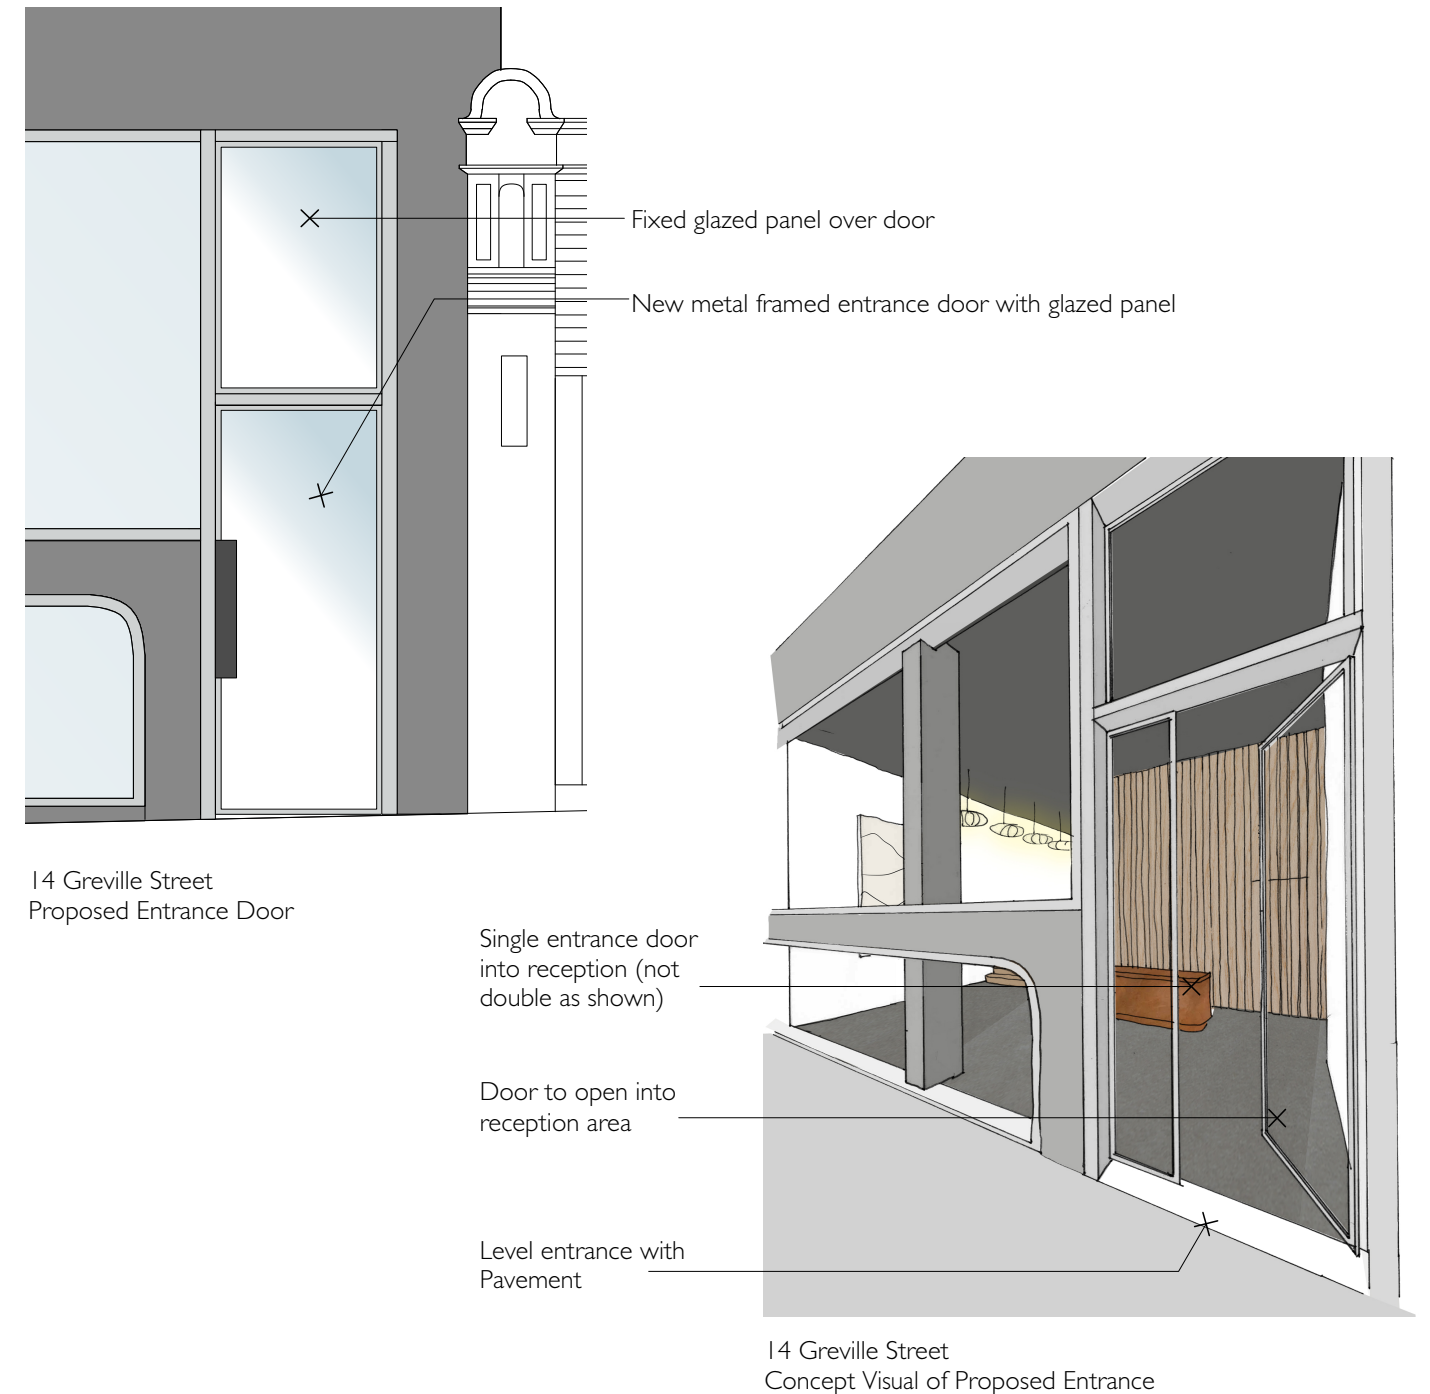 Fixed glazed panel over door
New metal framed entrance door with glazed panel
14 Greville Street
Proposed Entrance Door
Single entrance door
into reception (not
double as shown)
Door to open into
reception area
Level entrance with
Pavement
14 Greville Street
Concept Visual of Proposed Entrance